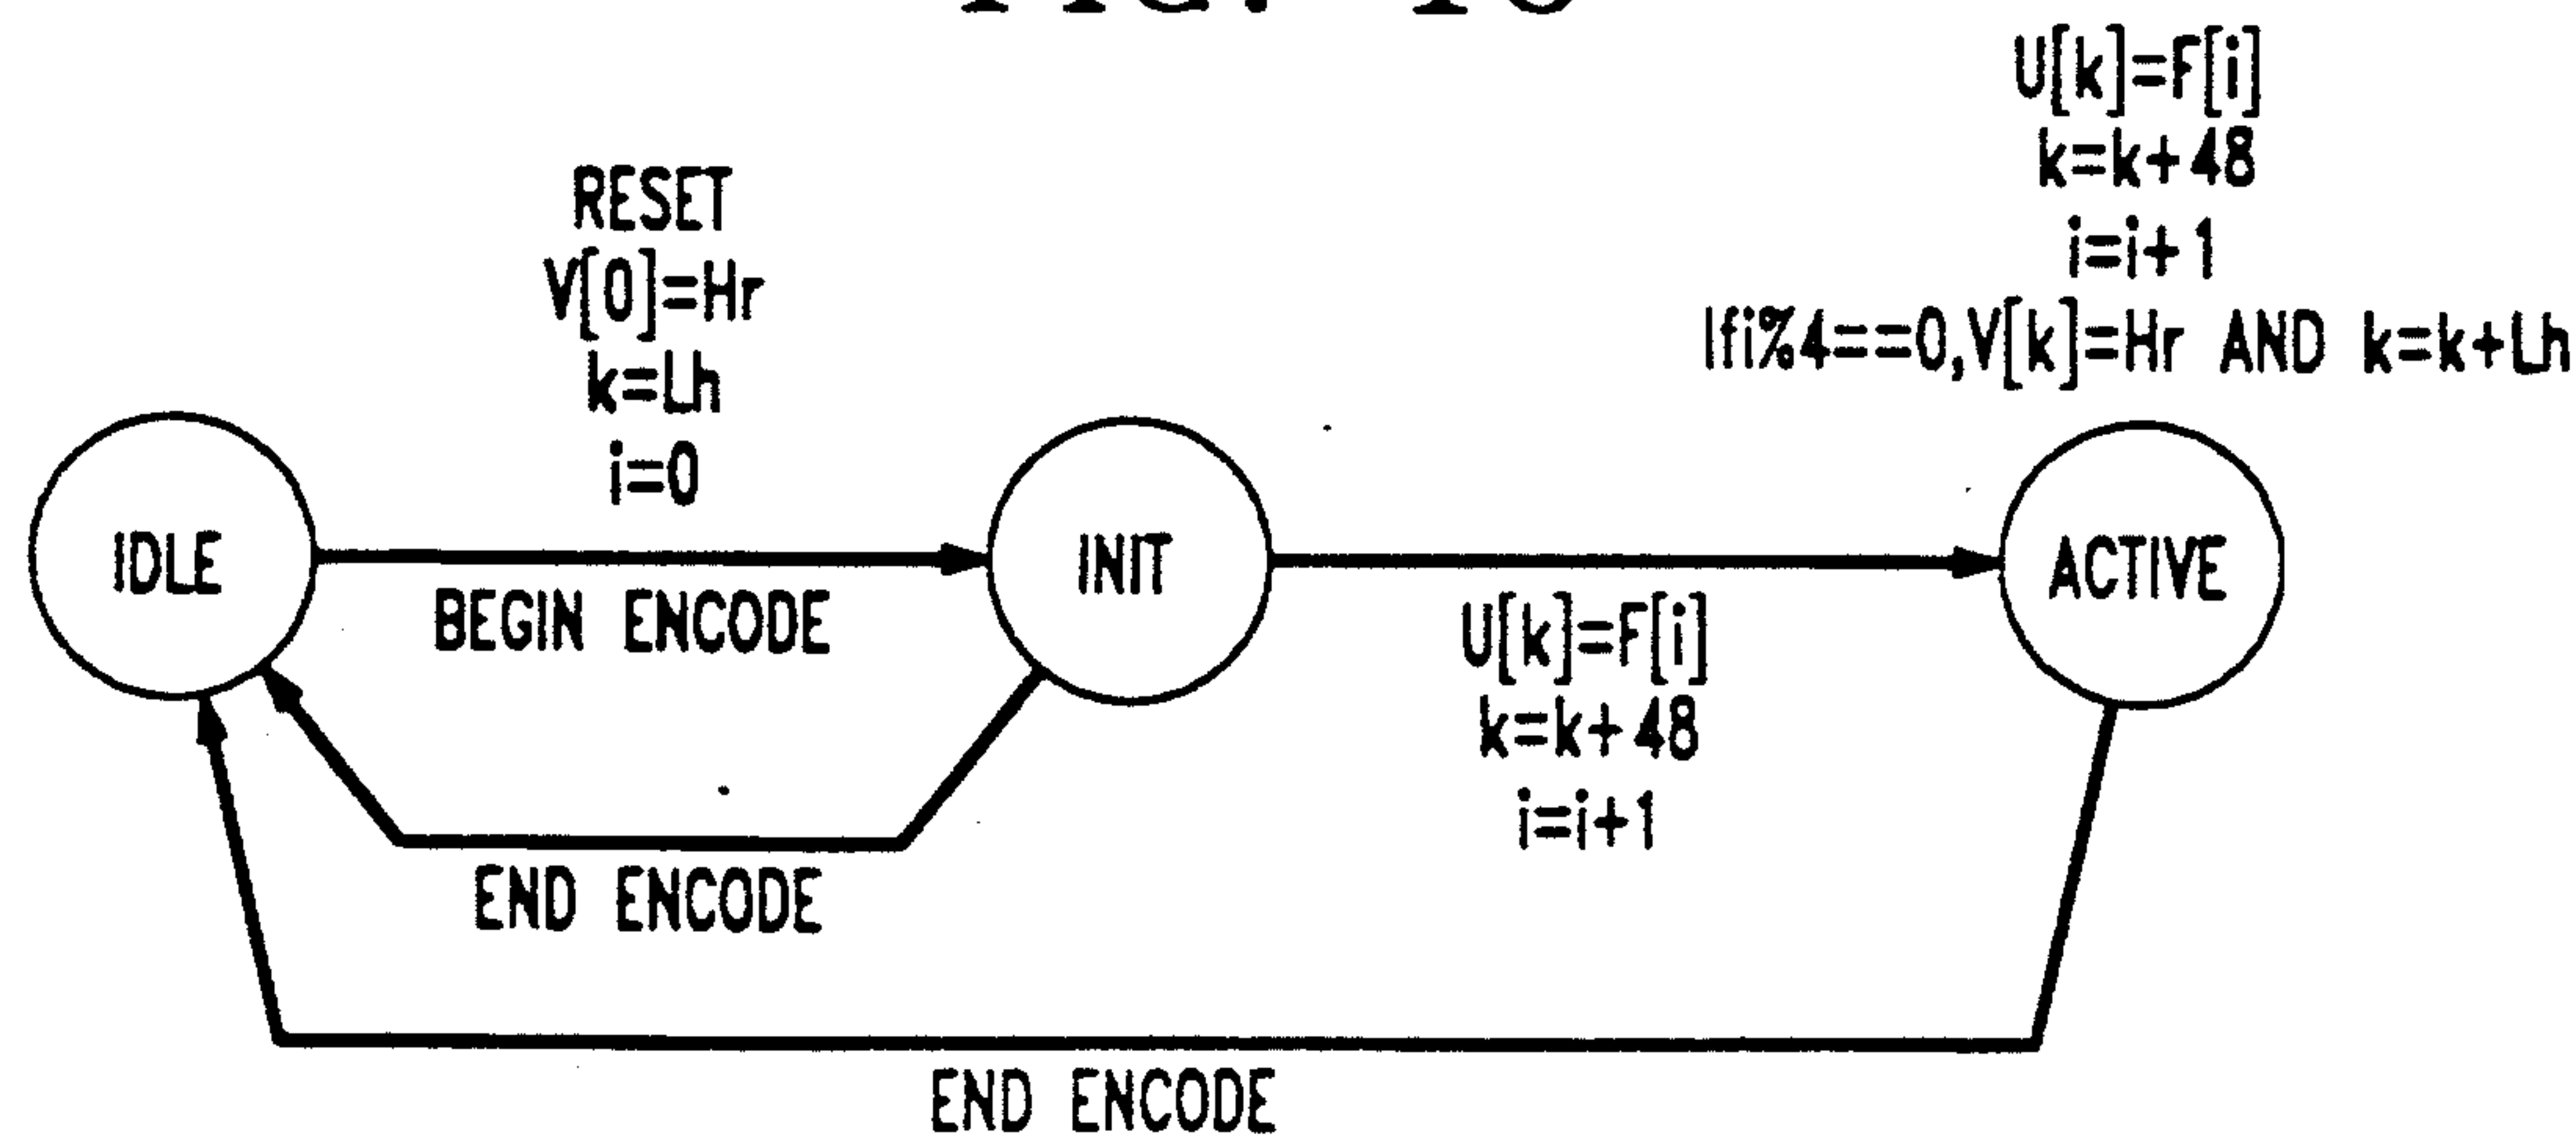 RESET
V[0]=Hr
k=Lh
i=0
U[k]=F[i]
k=k+48
i=i+1
Ifi%4==0,V[k]=Hr AND k=k+Lh
IDLE
INIT
ACTIVE
BEGIN ENCODE
U[k]=F[i]
k=k+48
i=i+1
END ENCODE
END ENCODE